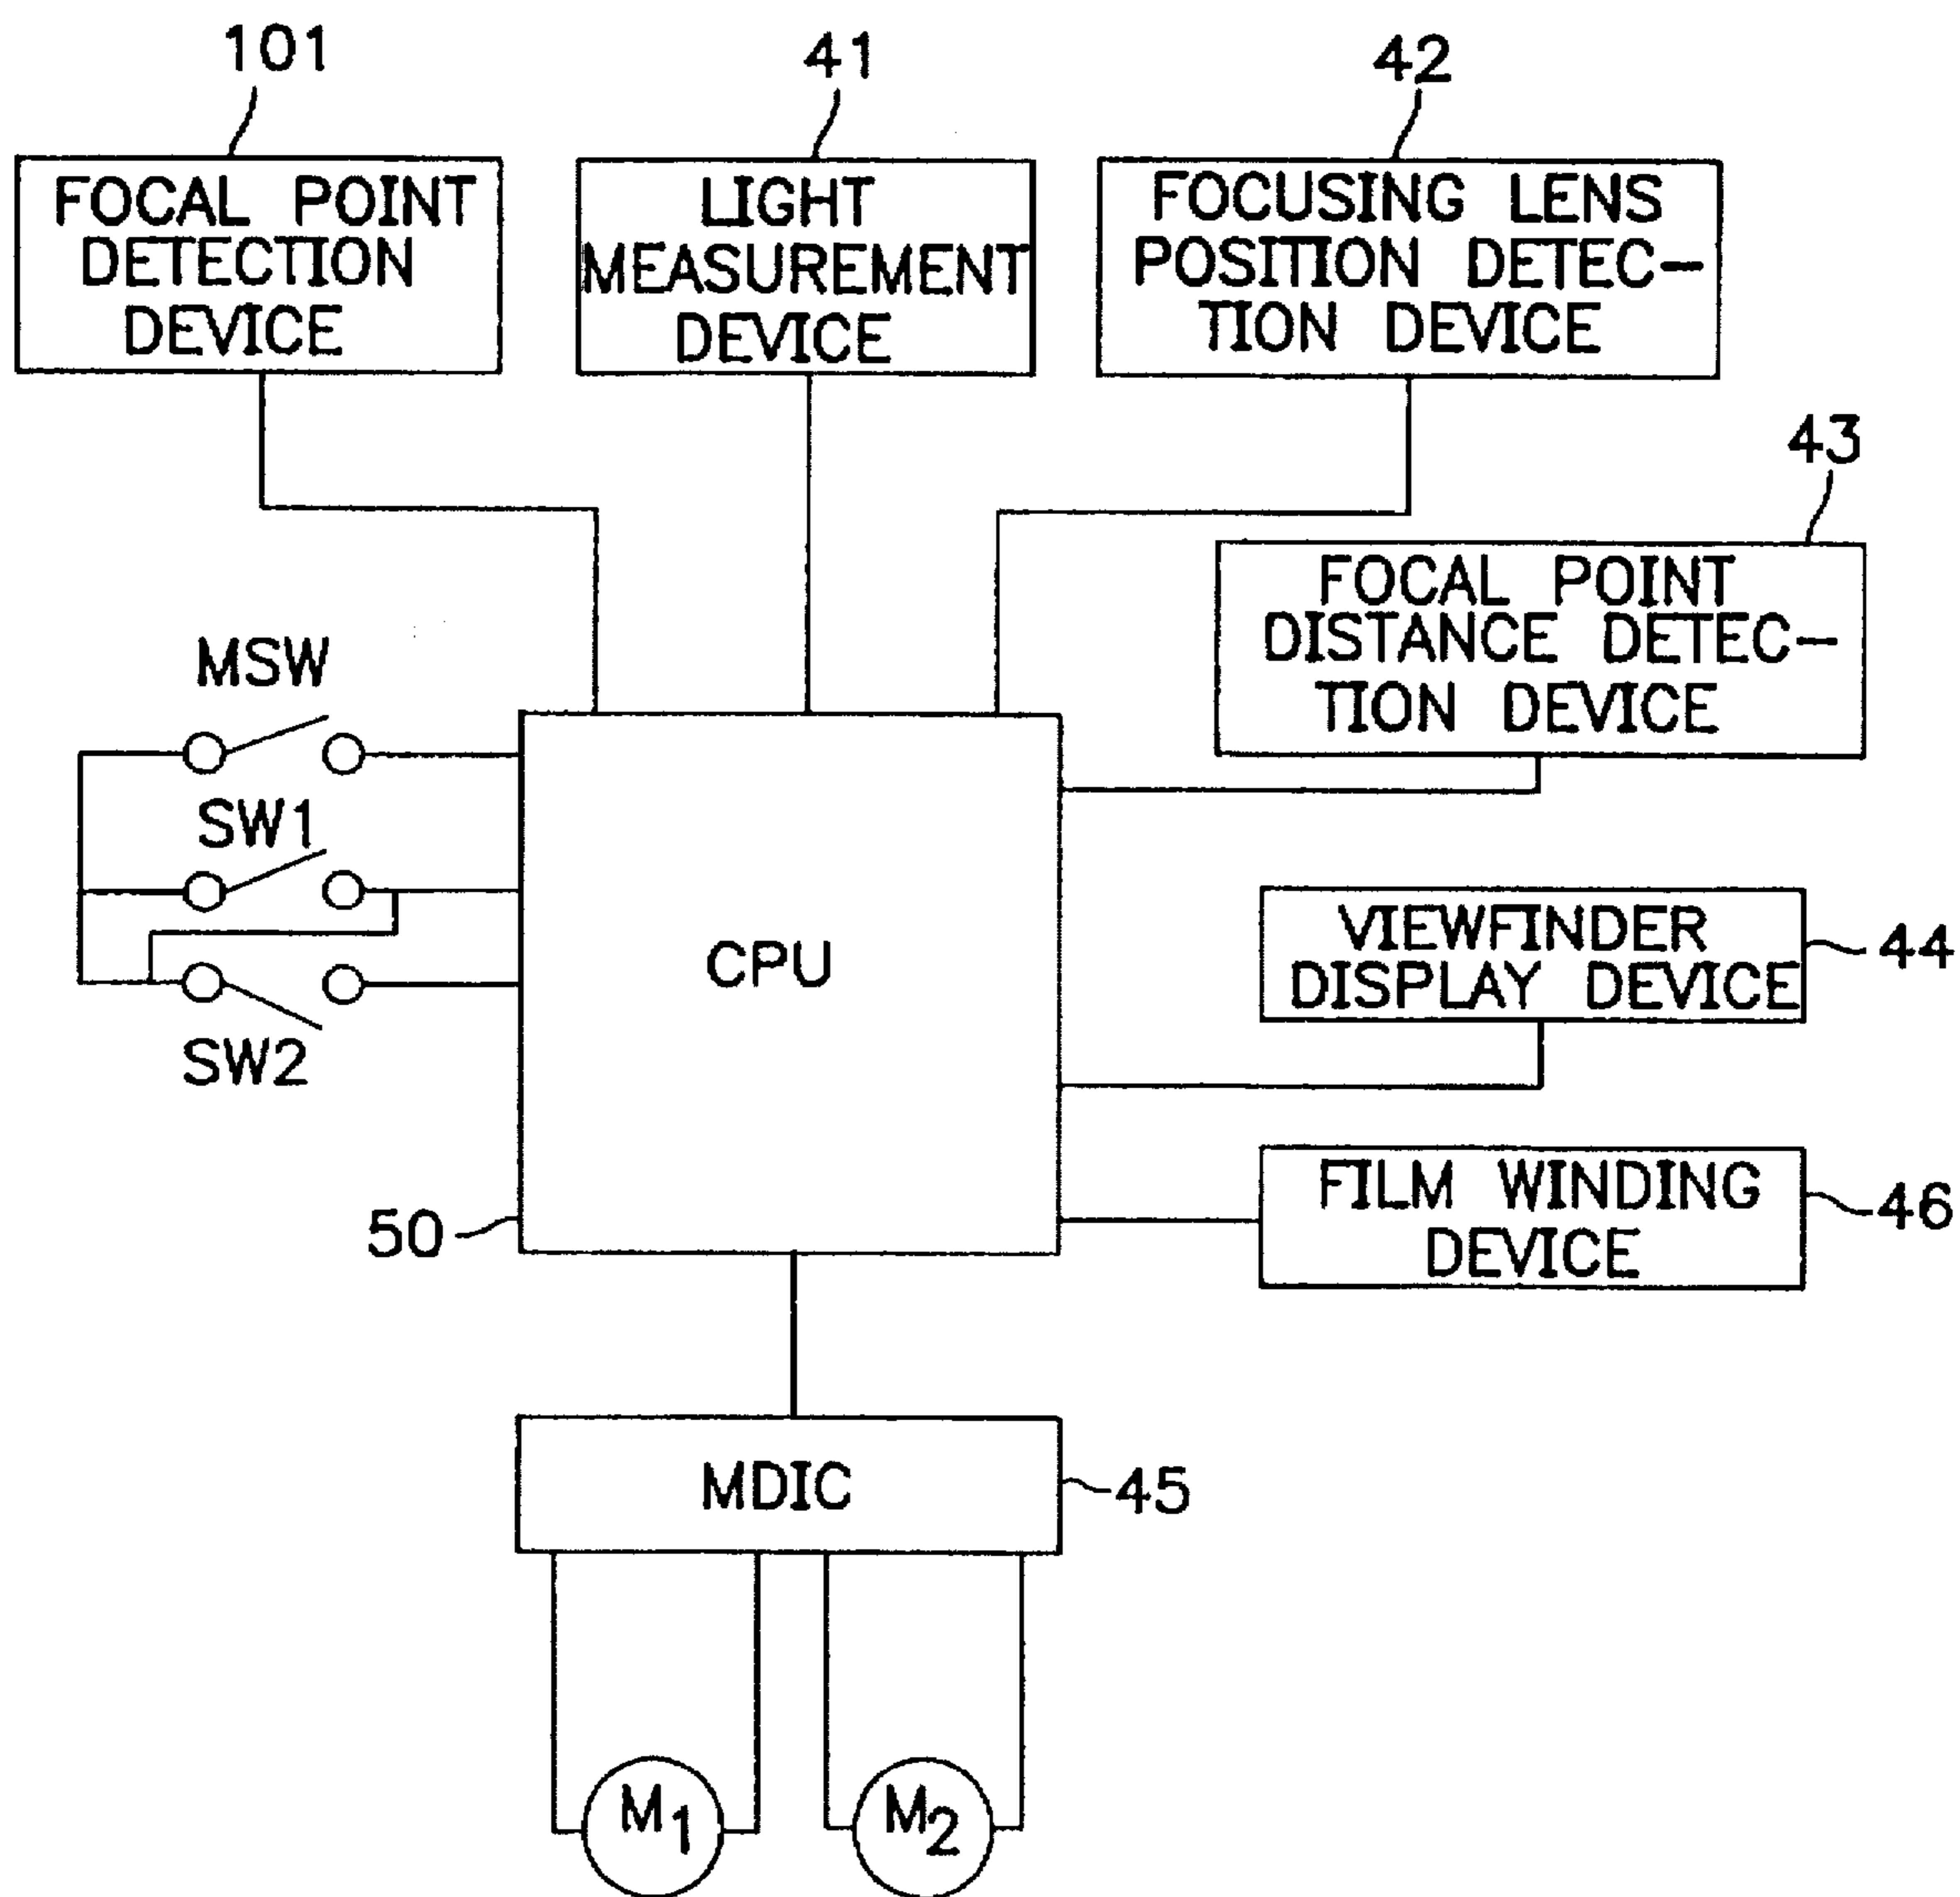 101
41
42
FOCAL POINT
DETECTION
DEVICE
LIGHT
MEASUREMENT
DEVICE
FOCUSING LENS
POSITION DETEC-
TION DEVICE
43
FOCAL POINT
DISTANCE DETEC-
TION DEVICE
MSW
SW1
SW2
CPU
50
VIEWFINDER
DISPLAY DEVICE
44
FILM WINDING
DEVICE
46
MDIC
45
M1
M2